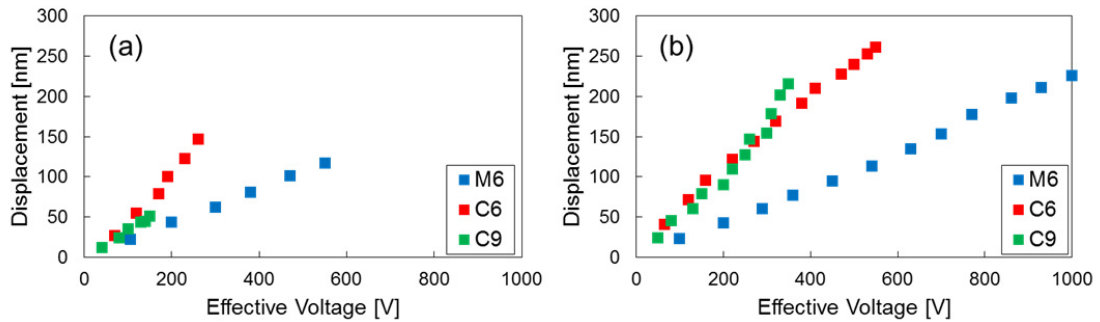 (a)
Displacement [nm]
300
250
200
150
100
50
0
M6
C6
C9
0 200 400 600 800 1000
Effective Voltage [V]
(b)
Displacement [nm]
300
250
200
150
100
50
0
M6
C6
C9
0 200 400 600 800 1000
Effective Voltage [V]